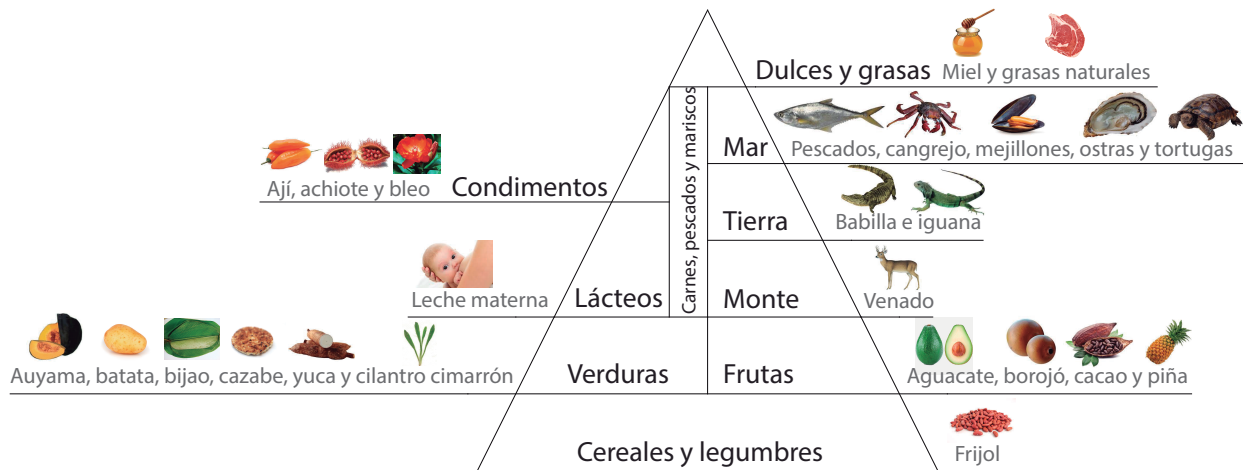 Dulces y grasas
Miel y grasas naturales
Carnes, pescados y mariscos
Mar
Pescados, cangrejo, mejillones, ostras y tortugas
Ají, achiote y bleo
Condimentos
Tierra
Babilla e iguana
Leche materna
Lácteos
Monte
Venado
Auyama, batata, bijao, cazabe, yuca y cilantro cimarrón
Verduras
Frutas
Aguacate, borojó, cacao y piña
Cereales y legumbres
Frijol